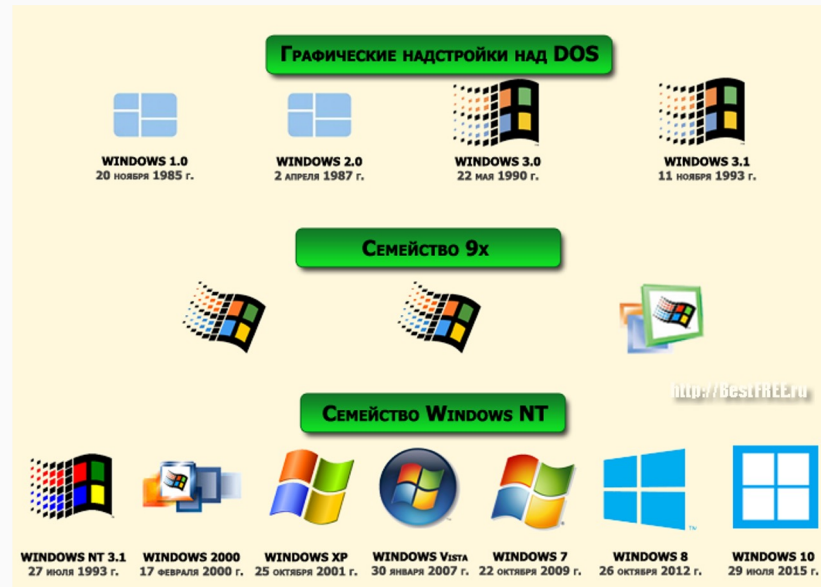 Графические надстройки над DOS
WINDOWS 1.0
20 ноября 1985 г.
WINDOWS 2.0
2 апреля 1987 г.
WINDOWS 3.0
22 мая 1990 г.
WINDOWS 3.1
11 ноября 1993 г.
Семейство 9x
http://BestFREE.ru
Семейство Windows NT
WINDOWS NT 3.1
27 июля 1993 г.
WINDOWS 2000
17 февраля 2000 г.
WINDOWS XP
25 октября 2001 г.
WINDOWS Vista
30 января 2007 г.
WINDOWS 7
22 октября 2009 г.
WINDOWS 8
26 октября 2012 г.
WINDOWS 10
29 июля 2015 г.